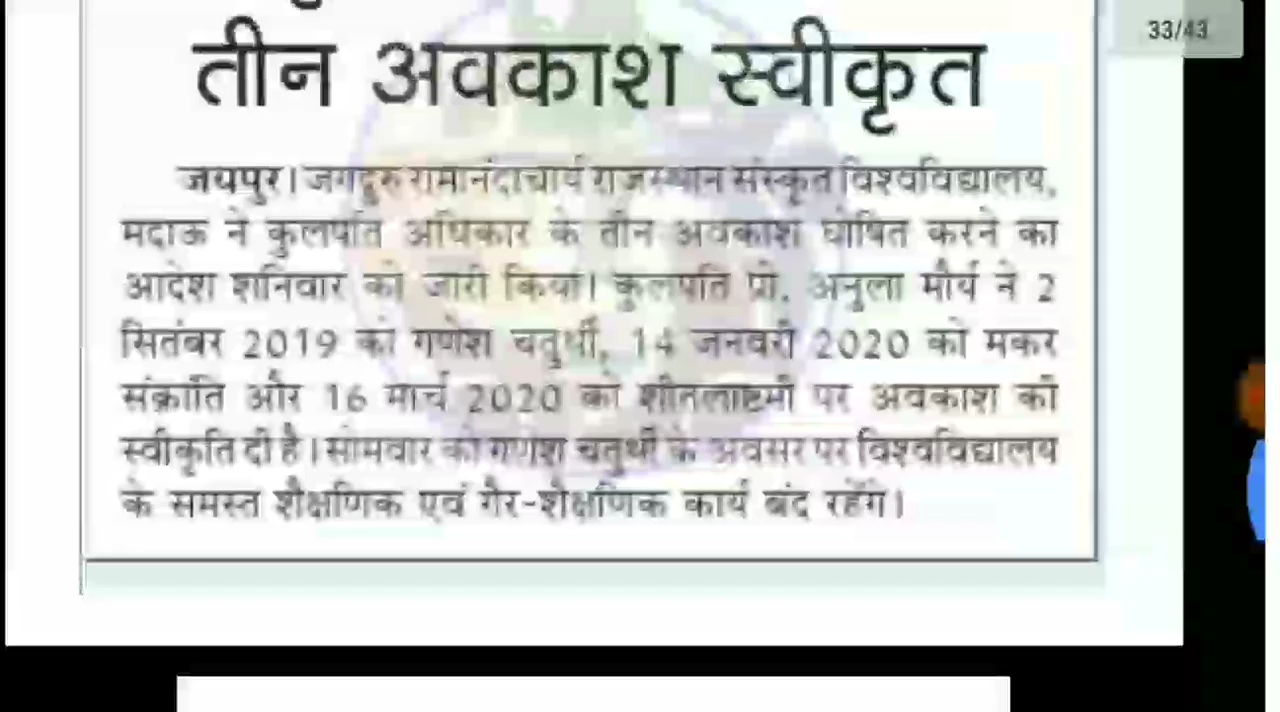 33/43
तीन अवकाश स्वीकृत
जयपुर। जगद्गुरु रामानंदाचार्य राजस्थान संस्कृत विश्वविद्यालय,
मदाऊ ने कुलपति अधिकार के तीन अवकाश घोषित करने का
आदेश शनिवार को जारी किया। कुलपति प्रो. अनुला मौर्य ने 2
सितंबर 2019 को गणेश चतुर्थी, 14 जनवरी 2020 को मकर
संक्रांति और 16 मार्च 2020 को शीतलाष्टमी पर अवकाश की
स्वीकृति दी है। सोमवार को गणेश चतुर्थी के अवसर पर विश्वविद्यालय
के समस्त शैक्षणिक एवं गैर-शैक्षणिक कार्य बंद रहेंगे।